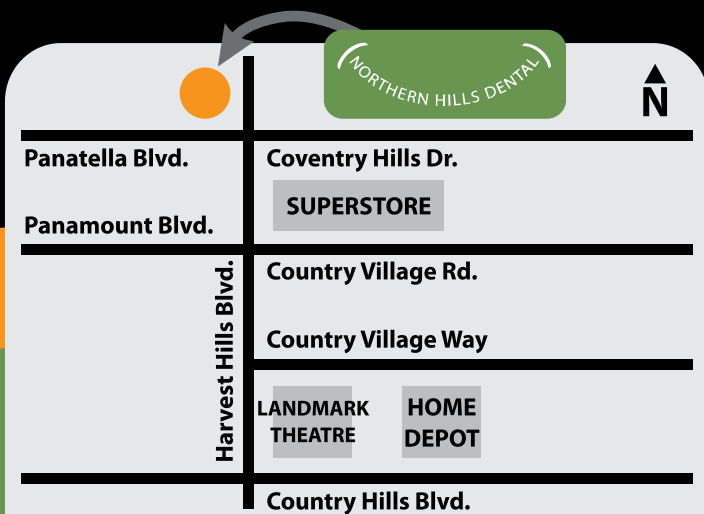 NORTHERN HILLS DENTAL
N
Panatella Blvd.
Coventry Hills Dr.
SUPERSTORE
Panamount Blvd.
Country Village Rd.
Harvest Hills Blvd.
Country Village Way
LANDMARK
THEATRE
HOME
DEPOT
Country Hills Blvd.